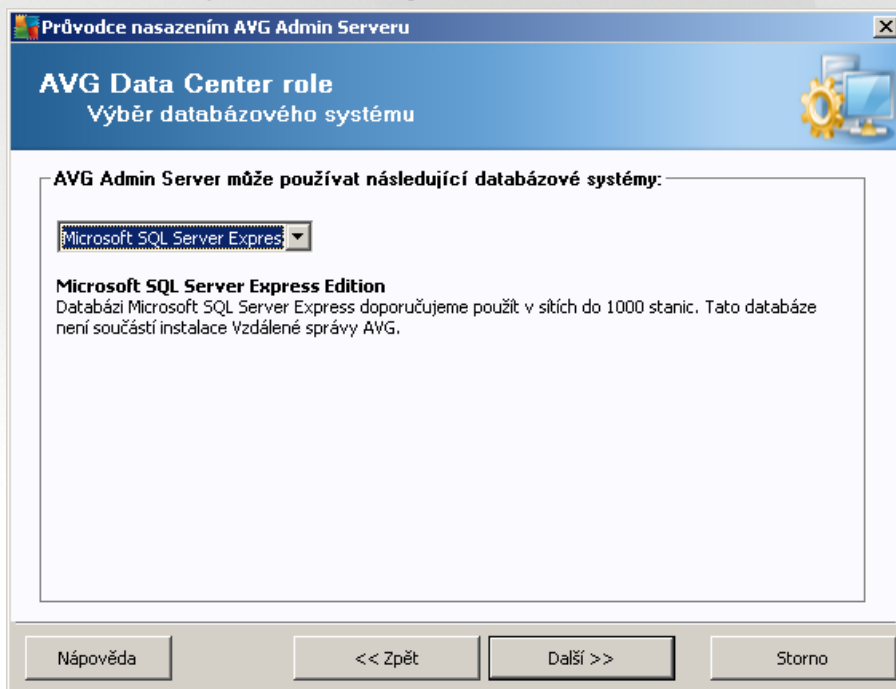 Průvodce nasazením AVG Admin Serveru
AVG Data Center role
Výběr databázového systému
AVG Admin Server může používat následující databázové systémy:
Microsoft SQL Server Expres
Microsoft SQL Server Express Edition
Databázi Microsoft SQL Server Express doporučujeme použít v sítích do 1000 stanic. Tato databáze
není součástí instalace Vzdálené správy AVG.
Nápověda
<< Zpět
Další >>
Storno